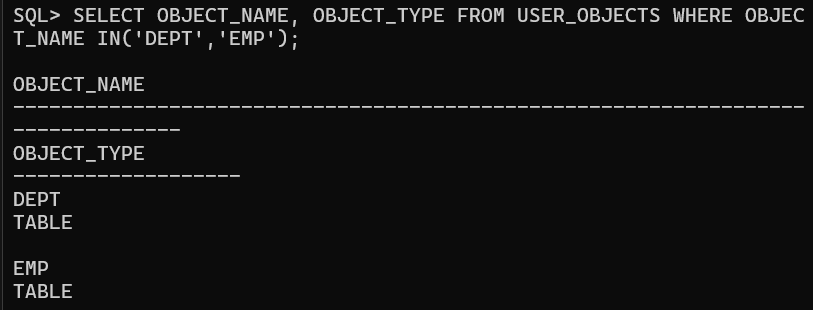 SQL> SELECT OBJECT_NAME, OBJECT_TYPE FROM USER_OBJECTS WHERE OBJEC
T_NAME IN('DEPT','EMP');
OBJECT_NAME
------------------------------------------------------------------
--------------
OBJECT_TYPE
-------------------
DEPT
TABLE
EMP
TABLE